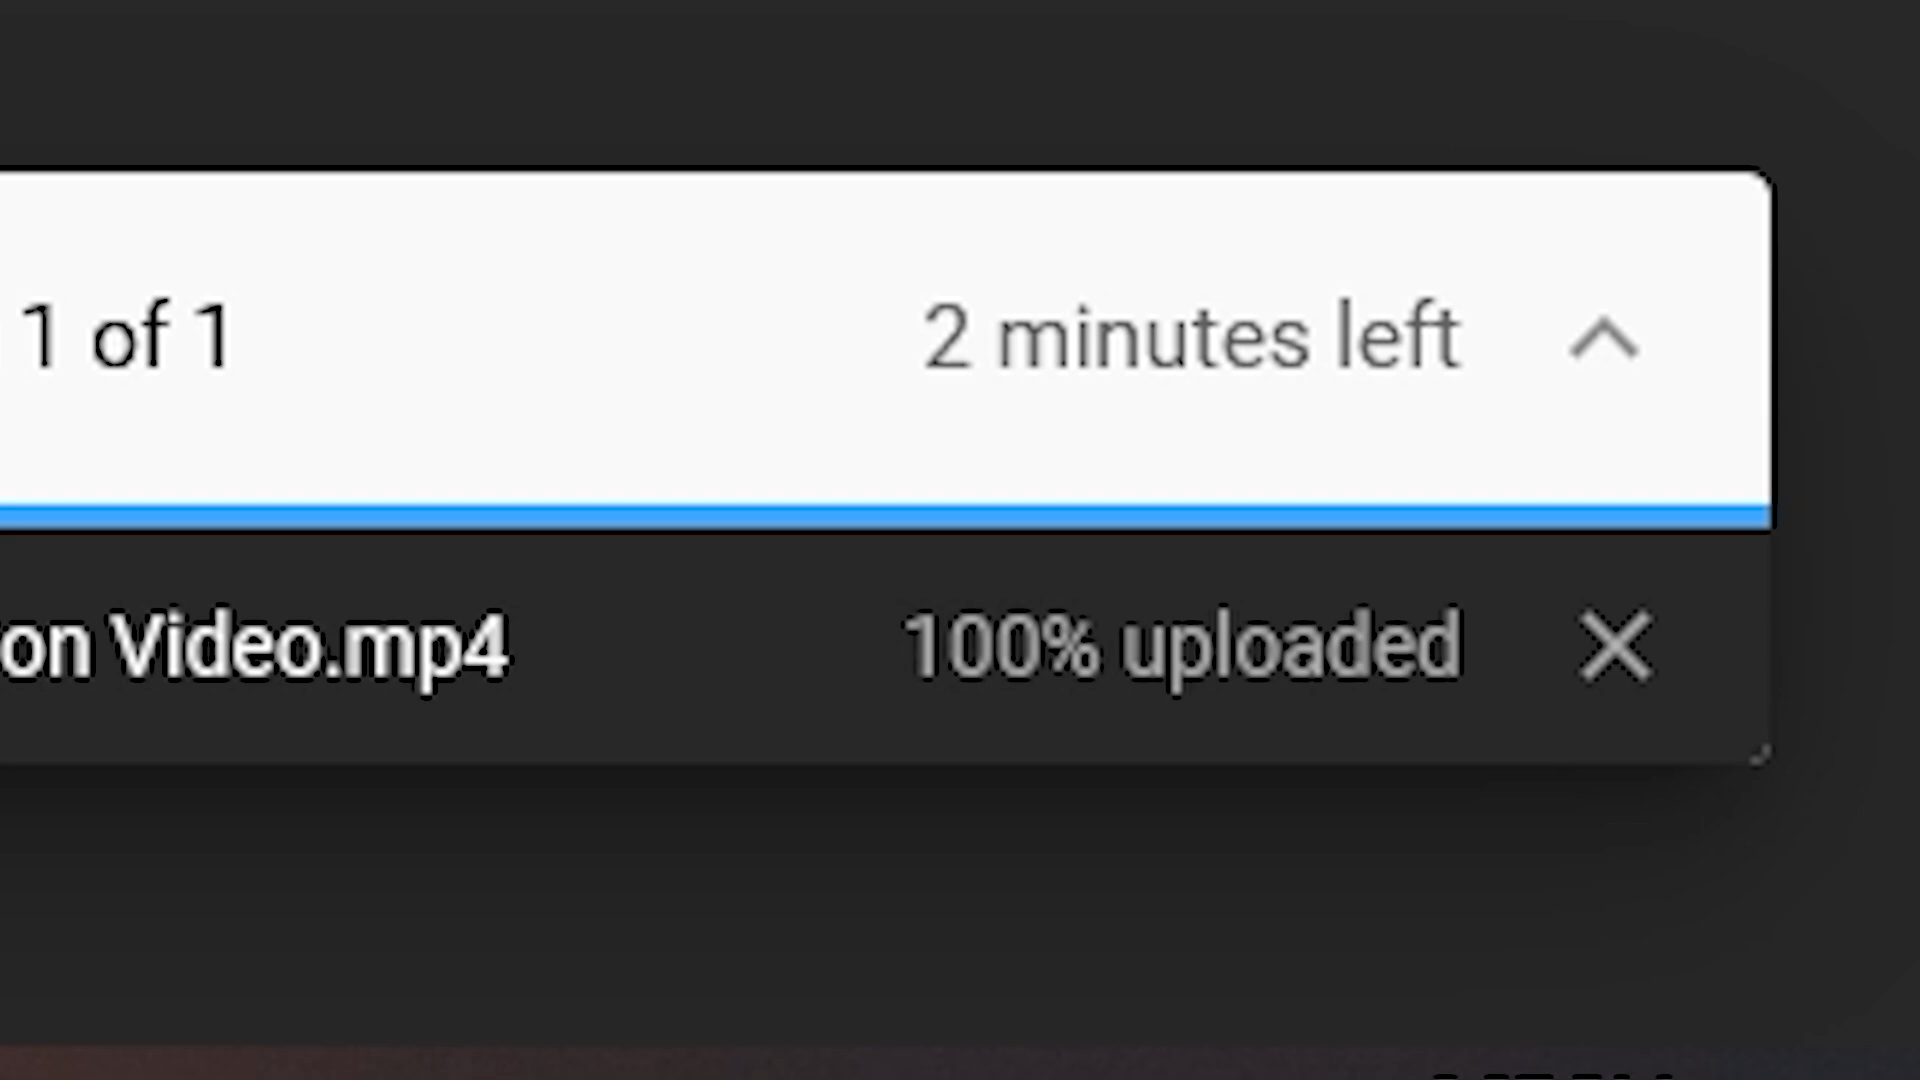 1 of 1
2 minutes left
on Video.mp4
100% uploaded